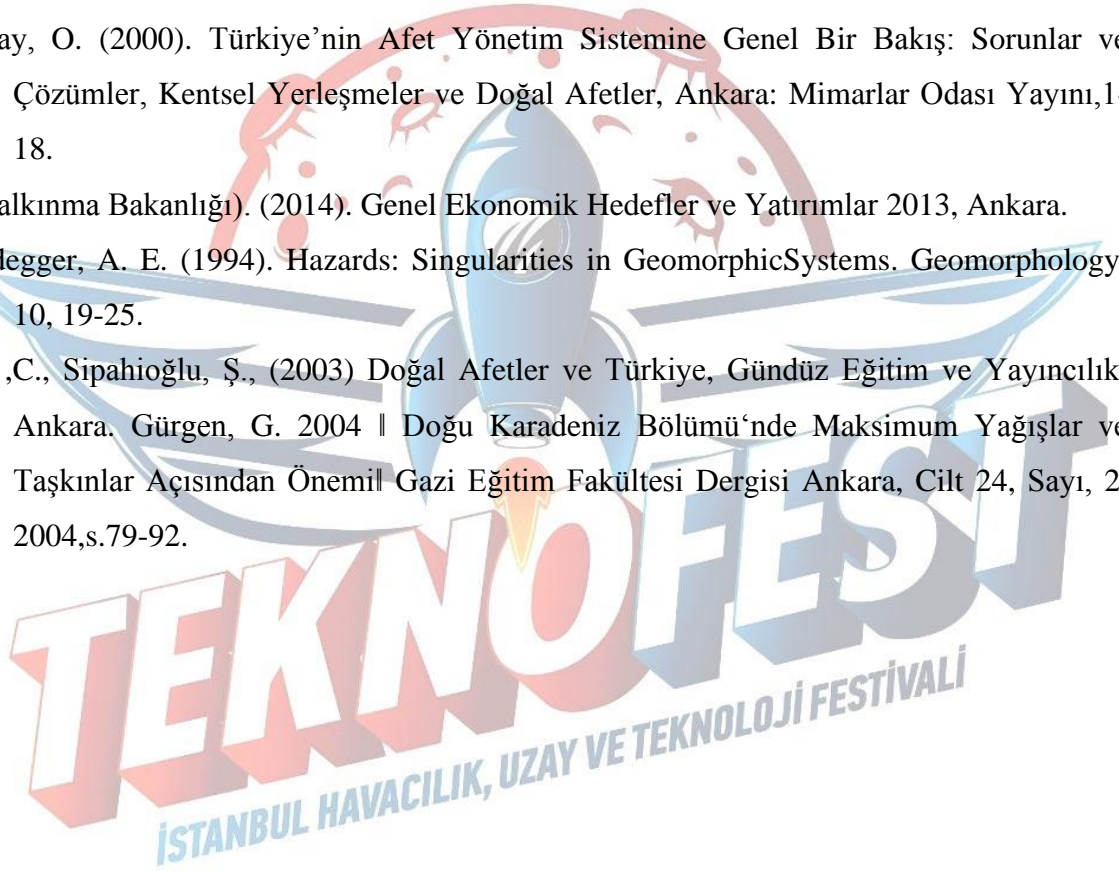 ay, O. (2000). Türkiye’nin Afet Yönetim Sistemine Genel Bir Bakış: Sorunlar ve
Çözümler, Kentsel Yerleşmeler ve Doğal Afetler, Ankara: Mimarlar Odası Yayını,1-
18.
alkınma Bakanlığı). (2014). Genel Ekonomik Hedefler ve Yatırımlar 2013, Ankara.
degger, A. E. (1994). Hazards: Singularities in GeomorphicSystems. Geomorphology
10, 19-25.
,C., Sipahioğlu, Ş., (2003) Doğal Afetler ve Türkiye, Gündüz Eğitim ve Yayıncılık
Ankara. Gürgen, G. 2004 ‖ Doğu Karadeniz Bölümü‘nde Maksimum Yağışlar ve
Taşkınlar Açısından Önemi‖ Gazi Eğitim Fakültesi Dergisi Ankara, Cilt 24, Sayı, 2
2004,s.79-92.
TEKNOFEST
İSTANBUL HAVACILIK, UZAY VE TEKNOLOJİ FESTİVALİ